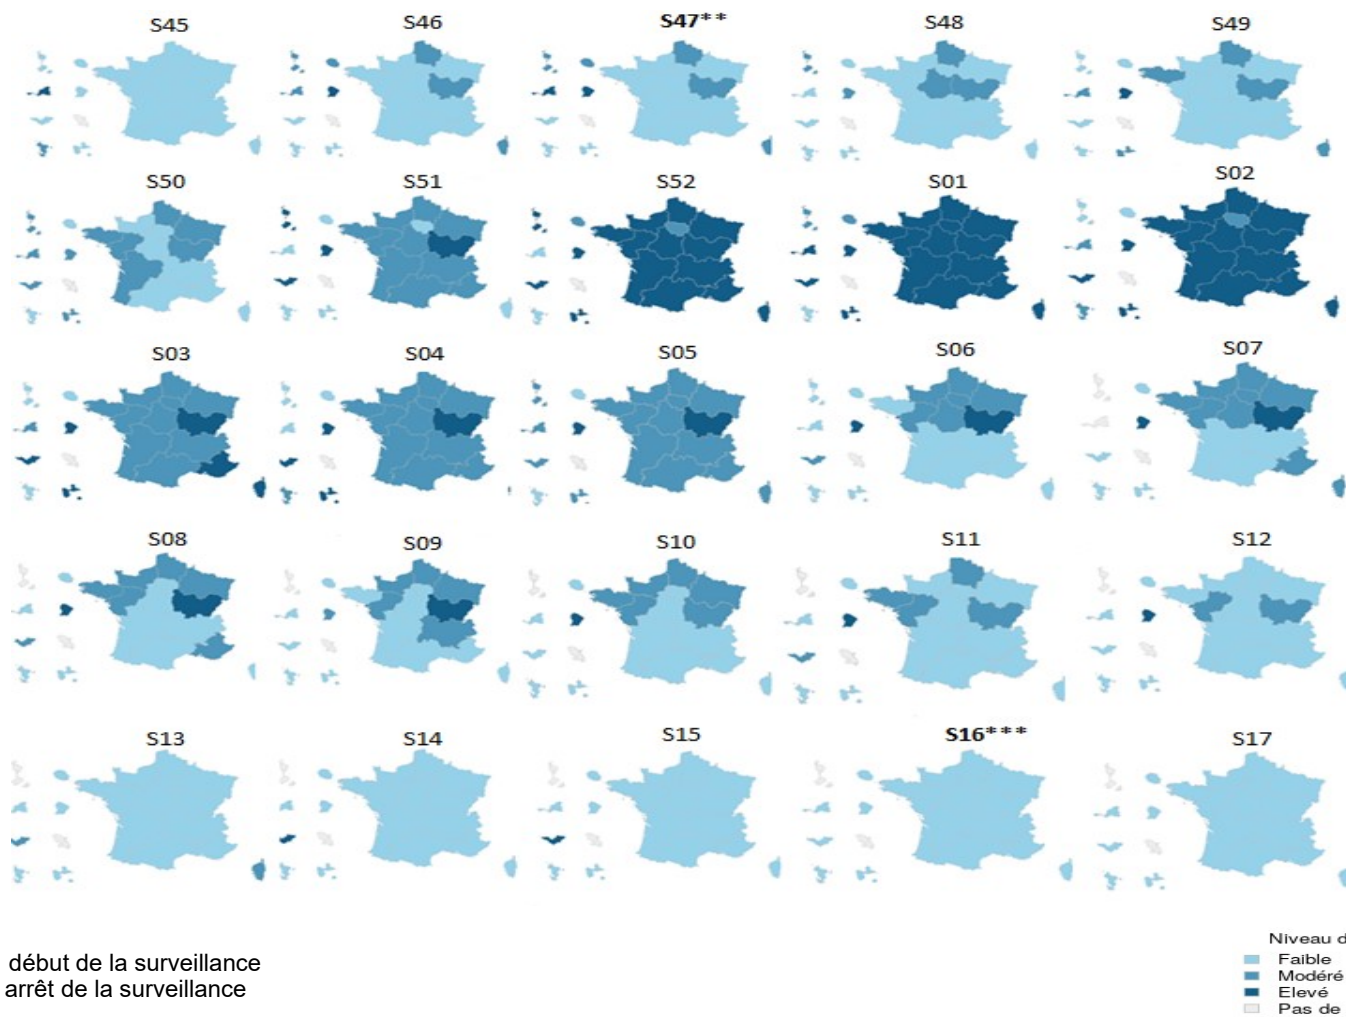 S45 S46 S47** S48 S49
S50 S51 S52 S01 S02
S03 S04 S05 S06 S07
S08 S09 S10 S11 S12
S13 S14 S15 S16*** S17
début de la surveillance
arrêt de la surveillance
Niveau d
Faible
Modéré
Elevé
Pas de